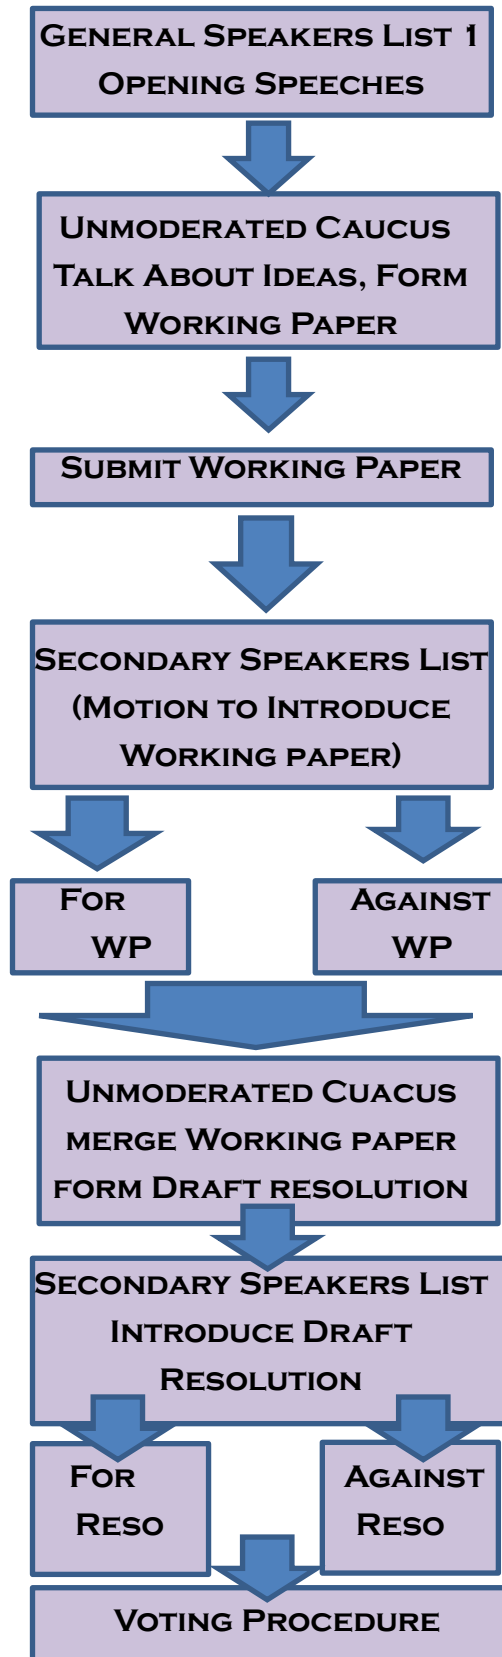 General Speakers List 1
Opening Speeches
Unmoderated Caucus
Talk About Ideas, Form
Working Paper
Submit Working Paper
Secondary Speakers List
(Motion to Introduce
Working paper)
For
WP
Against
WP
Unmoderated Cuacus
merge Working paper
form Draft resolution
Secondary Speakers List
Introduce Draft
Resolution
For
Reso
Against
Reso
Voting Procedure